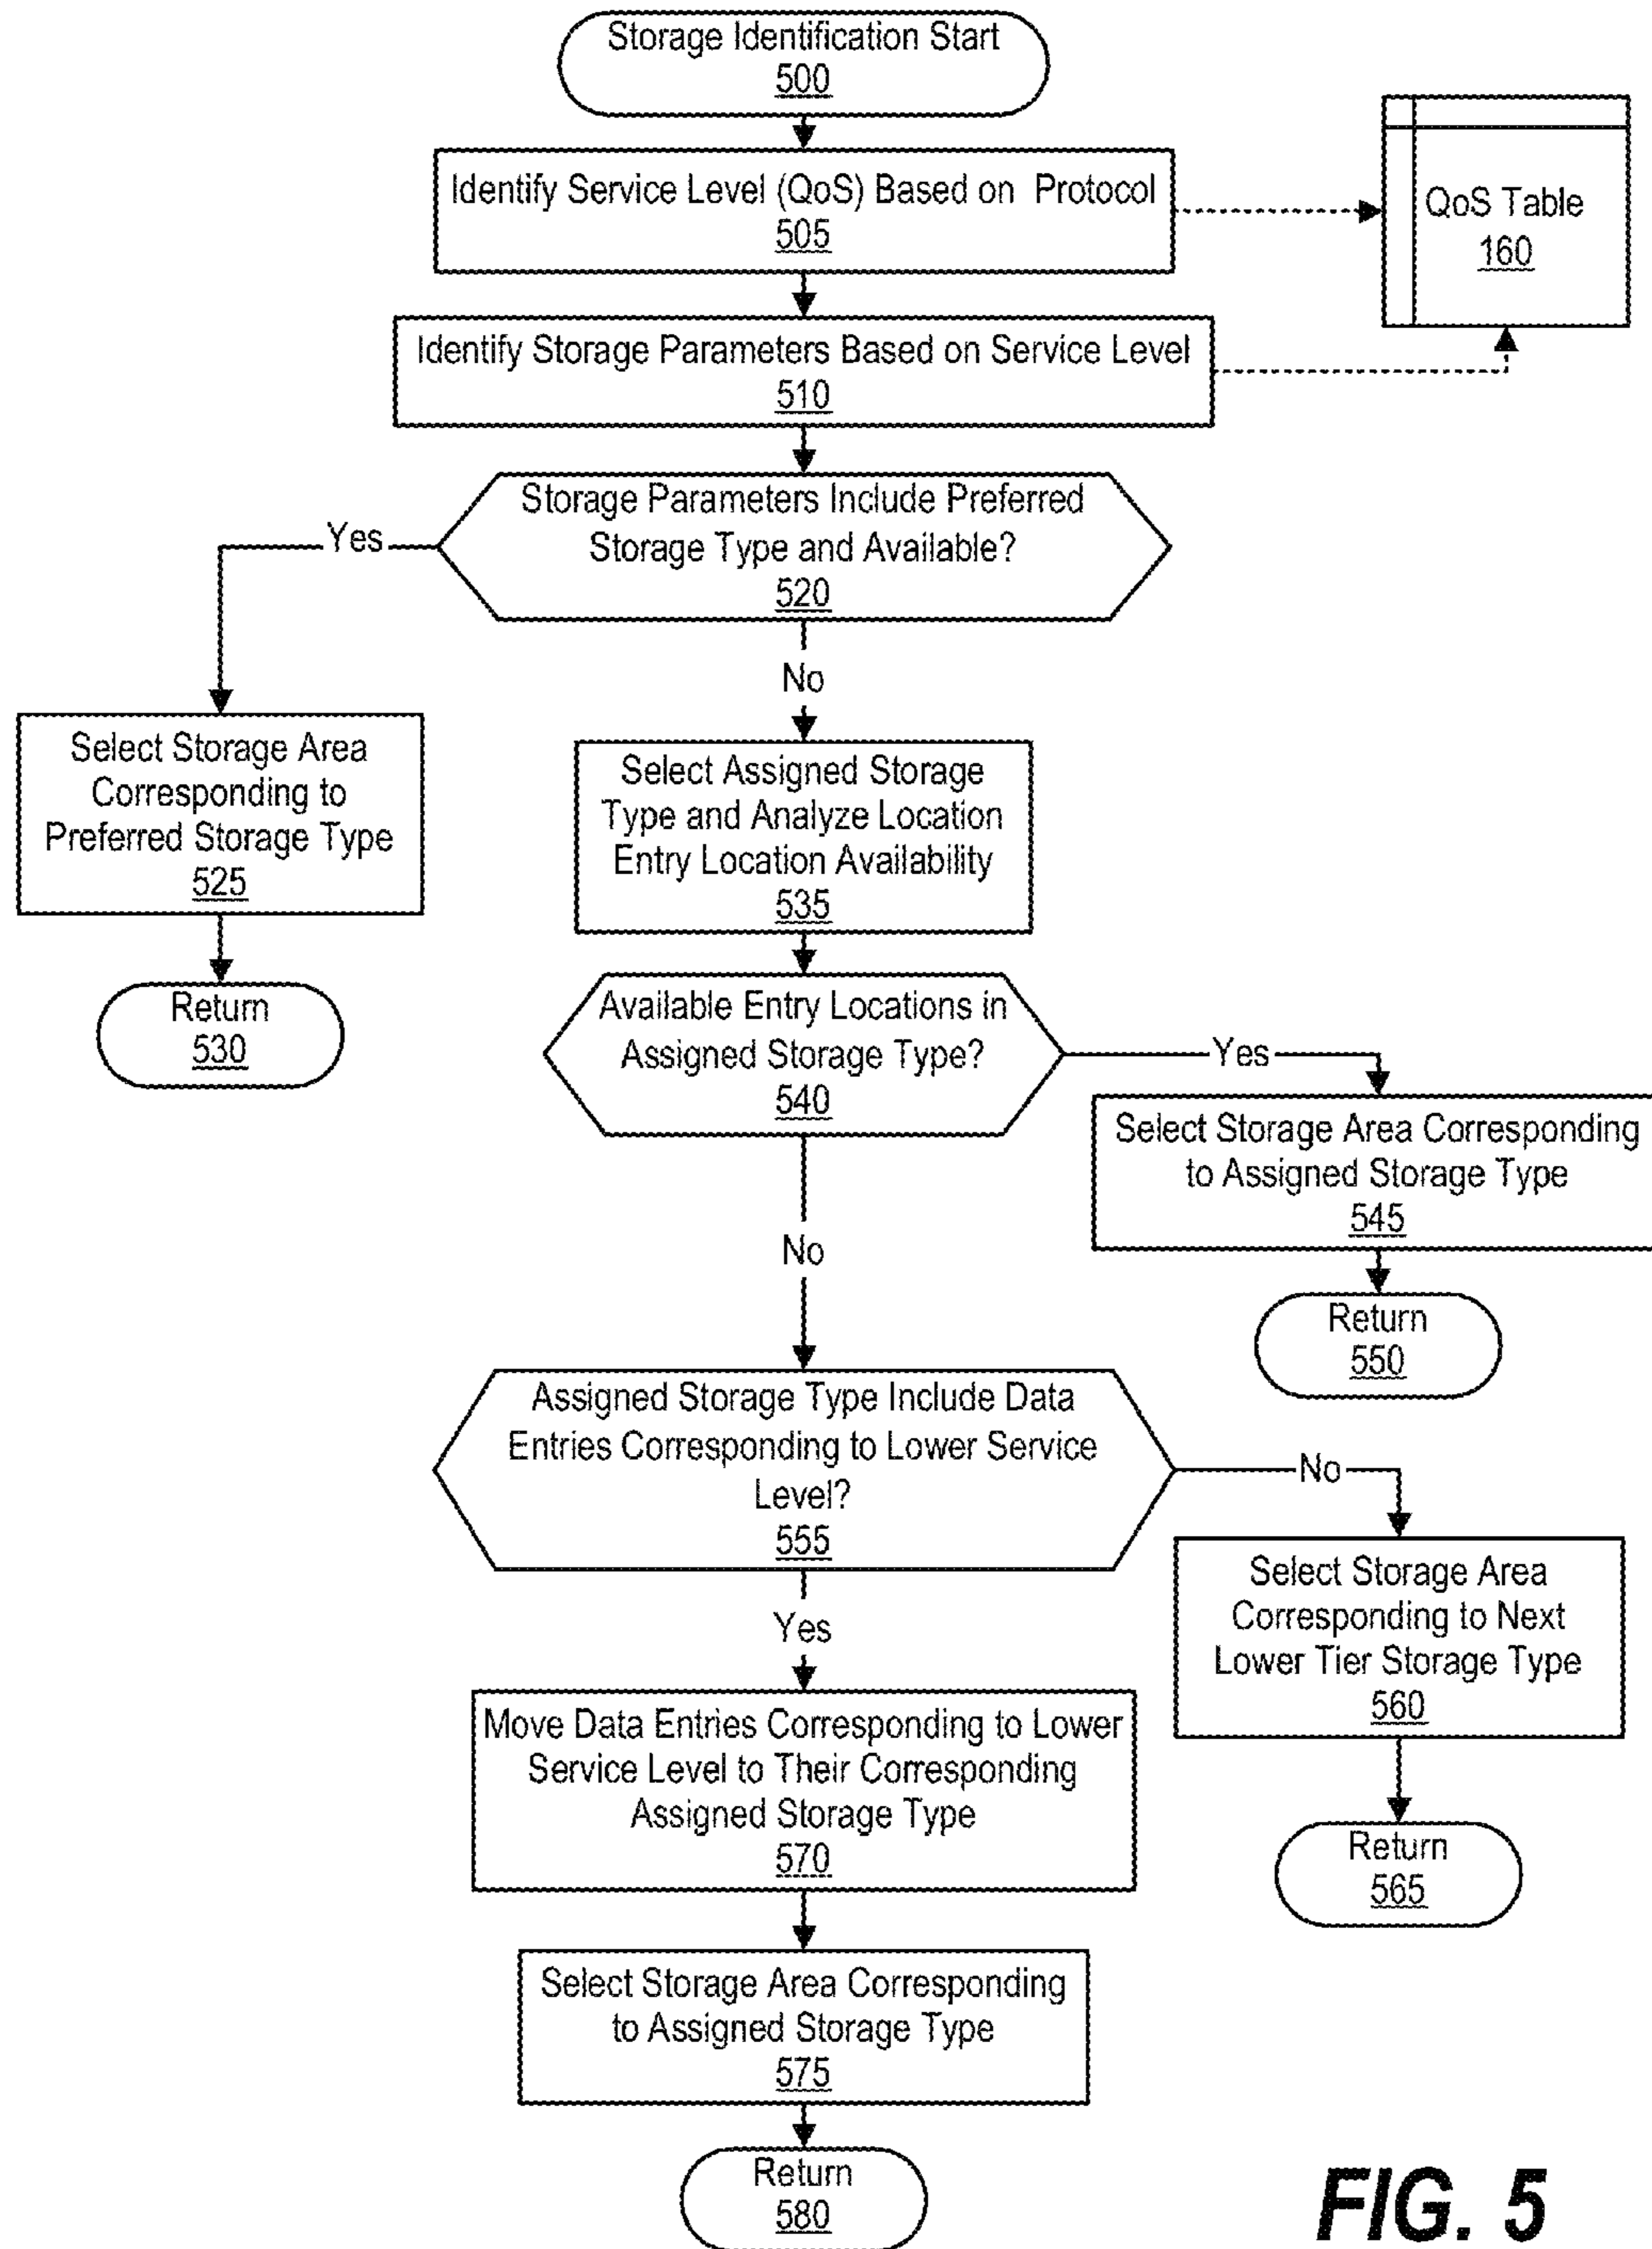 Storage Identification Start
500
Identify Service Level (QoS) Based on Protocol
505
QoS Table
160
Identify Storage Parameters Based on Service Level
510
Storage Parameters Include Preferred
Storage Type and Available?
520
Yes
No
Select Storage Area
Corresponding to
Preferred Storage Type
525
Return
530
Select Assigned Storage
Type and Analyze Location
Entry Location Availability
535
Available Entry Locations in
Assigned Storage Type?
540
Yes
Select Storage Area Corresponding
to Assigned Storage Type
545
Return
550
No
Assigned Storage Type Include Data
Entries Corresponding to Lower Service
Level?
555
No
Select Storage Area
Corresponding to Next
Lower Tier Storage Type
560
Return
565
Yes
Move Data Entries Corresponding to Lower
Service Level to Their Corresponding
Assigned Storage Type
570
Select Storage Area Corresponding
to Assigned Storage Type
575
Return
580
FIG. 5